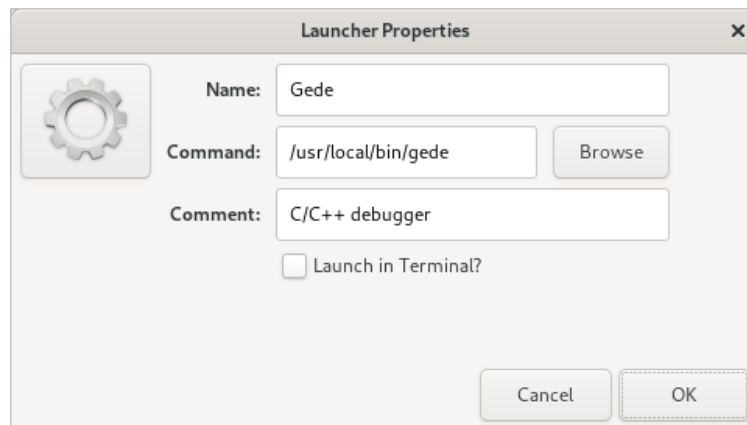 Launcher Properties
Name: Gede
Command: /usr/local/bin/gede Browse
Comment: C/C++ debugger
Launch in Terminal?
Cancel OK